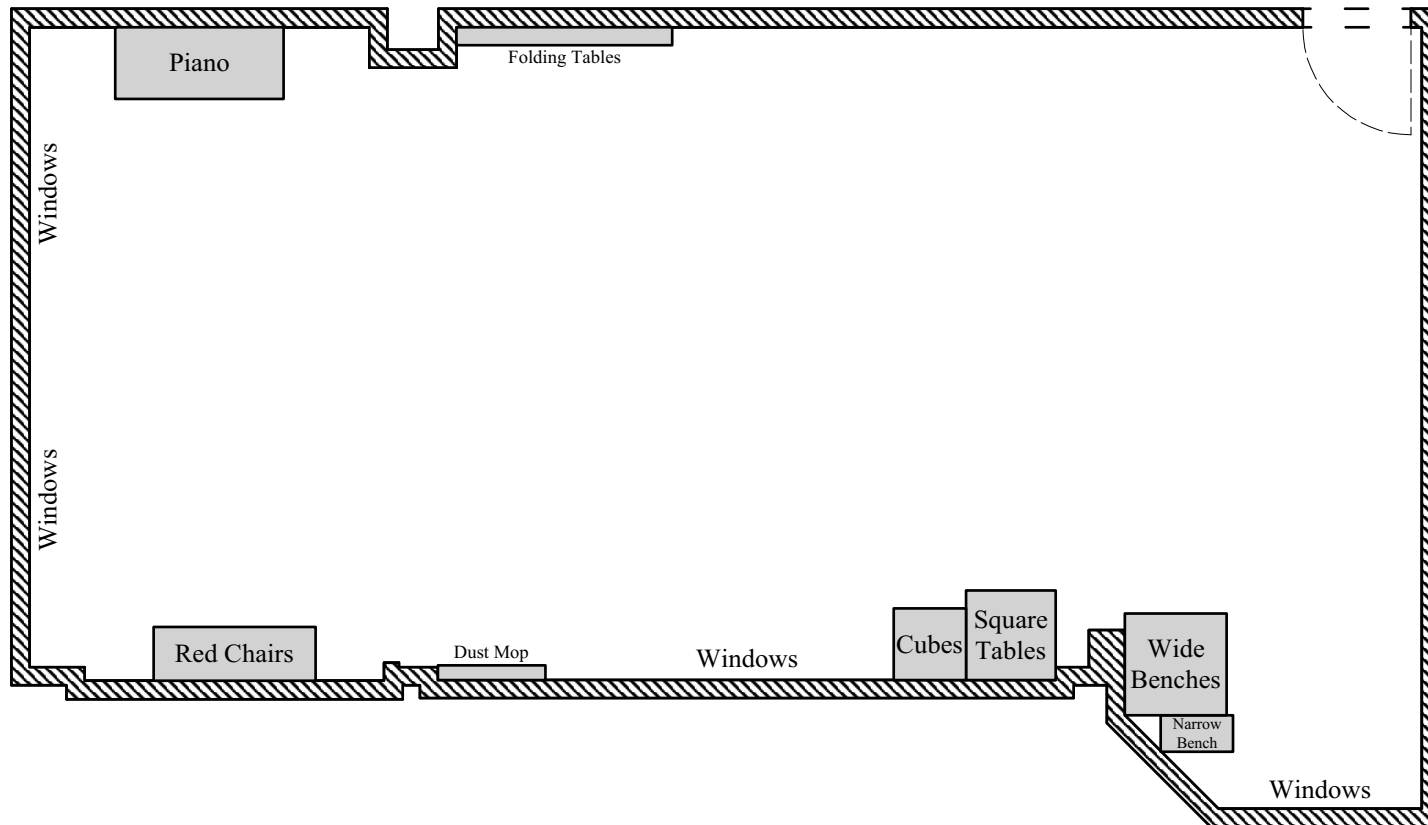 Piano
Folding Tables
Windows
Windows
Red Chairs
Dust Mop
Windows
Cubes
Square
Tables
Wide
Benches
Narrow
Bench
Windows